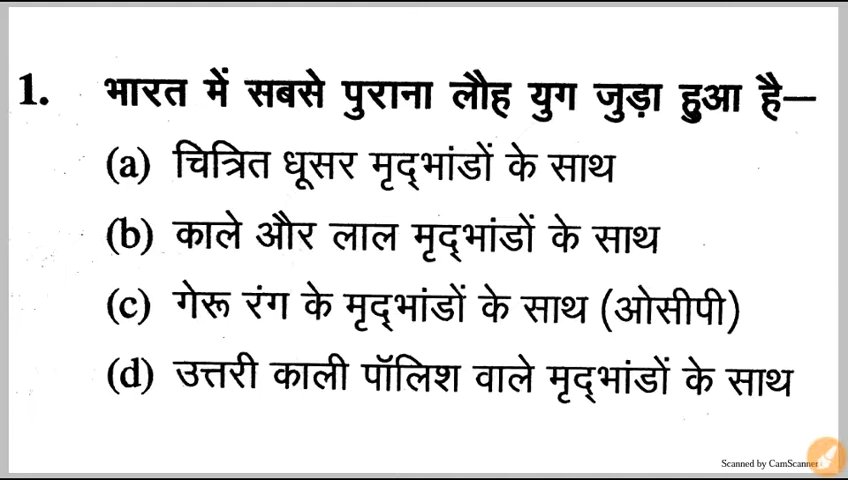 1. भारत में सबसे पुराना लौह युग जुड़ा हुआ है–
(a) चित्रित धूसर मृद्‌भांडों के साथ
(b) काले और लाल मृद्‌भांडों के साथ
(c) गेरू रंग के मृद्‌भांडों के साथ (ओसीपी)
(d) उत्तरी काली पॉलिश वाले मृद्‌भांडों के साथ
Scanned by CamScanner